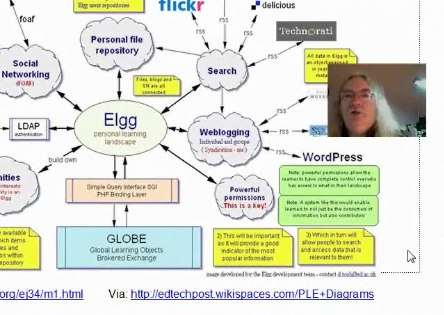 Elgg wser repositories
flickr
delicious
foaf
rss
rss
rss
rss
Technorati
Personal file
repository
All data in Elgg is
Social
Networking
(FOAF)
Files, blogs and
SN are all
connected
Search
rss
rss
Elgg
personal learning
landscape
LDAP
authentication
Weblogging
Individual and groups
(Syndication - rss)
rss
rss
build own
WordPress
Note: powerful permissions allow the
learner to have complete control over who
has access to what in their landscape.
Note: A system like this would enable
learners to not just be the consumers of
information but also contributors
Simple Query Interface SQI
PHP Binding Layer
Powerful
permissions
This is a key!
GLOBE
Global Learning Objects
Brokered Exchange
2) This will be important
as it will provide a good
indicator of the most
popular information
3) Which in turn will
allow people to search
and access data that is
relevant to them!
image developed by the Elgg development team - contact
org/ej34/m1.html Via: http://edtechpost.wikispaces.com/PLE+Diagrams